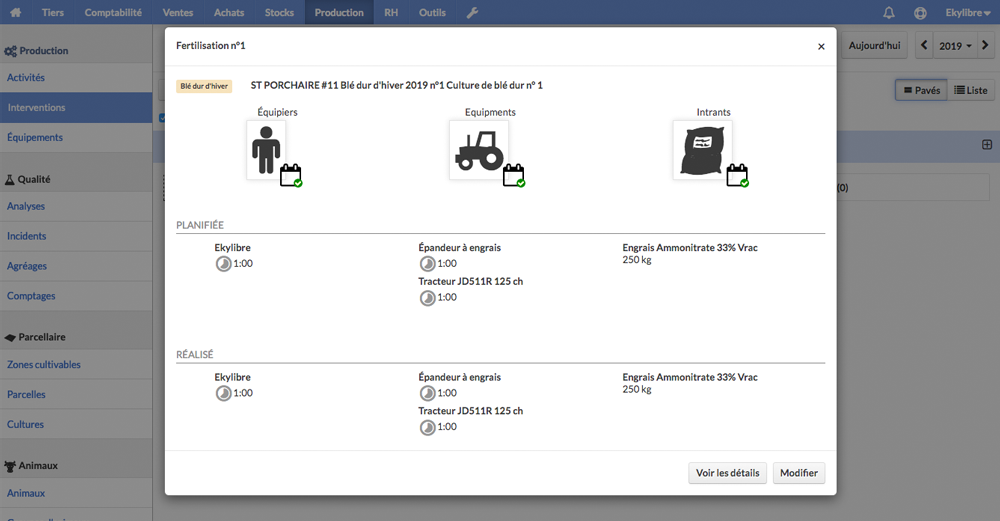 Tiers Comptabilité Ventes Achats Stocks Production RH Outils Ekylibre
Production
Activités
Interventions
Équipements
Qualité
Analyses
Incidents
Agréages
Comptages
Parcellaire
Zones cultivables
Parcelles
Cultures
Animaux
Animaux
Aujourd'hui 2019
Pavés Liste
(0)
Fertilisation n°1 ×
Blé dur d'hiver ST PORCHAIRE #11 Blé dur d'hiver 2019 n°1 Culture de blé dur n° 1
Équipiers Equipments Intrants
PLANIFIÉE
Ekylibre Épandeur à engrais Engrais Ammonitrate 33% Vrac
1:00 1:00 250 kg
Tracteur JD511R 125 ch
1:00
RÉALISÉ
Ekylibre Épandeur à engrais Engrais Ammonitrate 33% Vrac
1:00 1:00 250 kg
Tracteur JD511R 125 ch
1:00
Voir les détails Modifier